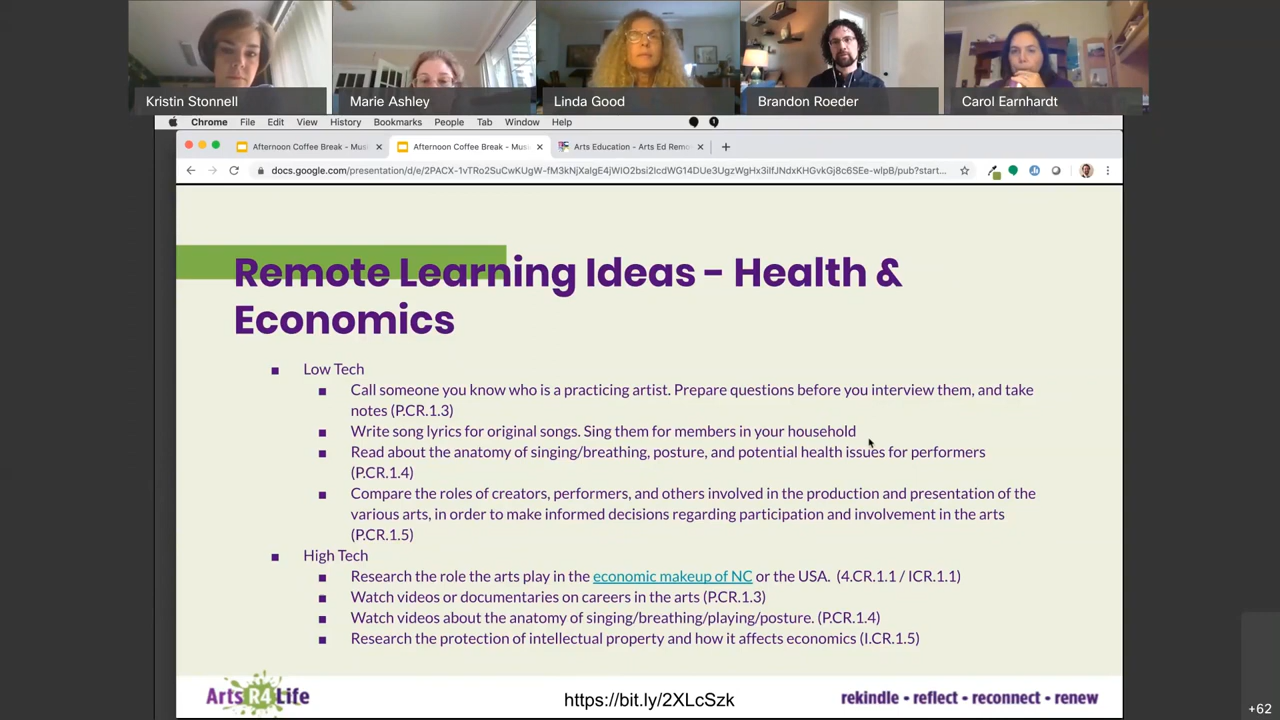 Kristin Stonnell
Marie Ashley
Linda Good
Brandon Roeder
Carol Earnhardt
Chrome File Edit View History Bookmarks People Tab Window Help
Afternoon Coffee Break - Musi
Afternoon Coffee Break - Musi
Arts Education - Arts Ed Remo
Remote Learning Ideas - Health &
Economics
■ Low Tech
■ Call someone you know who is a practicing artist. Prepare questions before you interview them, and take
notes (P.CR.1.3)
■ Write song lyrics for original songs. Sing them for members in your household
■ Read about the anatomy of singing/breathing, posture, and potential health issues for performers
(P.CR.1.4)
■ Compare the roles of creators, performers, and others involved in the production and presentation of the
various arts, in order to make informed decisions regarding participation and involvement in the arts
(P.CR.1.5)
■ High Tech
■ Research the role the arts play in the economic makeup of NC or the USA. (4.CR.1.1 / ICR.1.1)
■ Watch videos or documentaries on careers in the arts (P.CR.1.3)
■ Watch videos about the anatomy of singing/breathing/playing/posture. (P.CR.1.4)
■ Research the protection of intellectual property and how it affects economics (I.CR.1.5)
Arts R4 Life
https://bit.ly/2XLcSzk
rekindle • reflect • reconnect • renew
+62